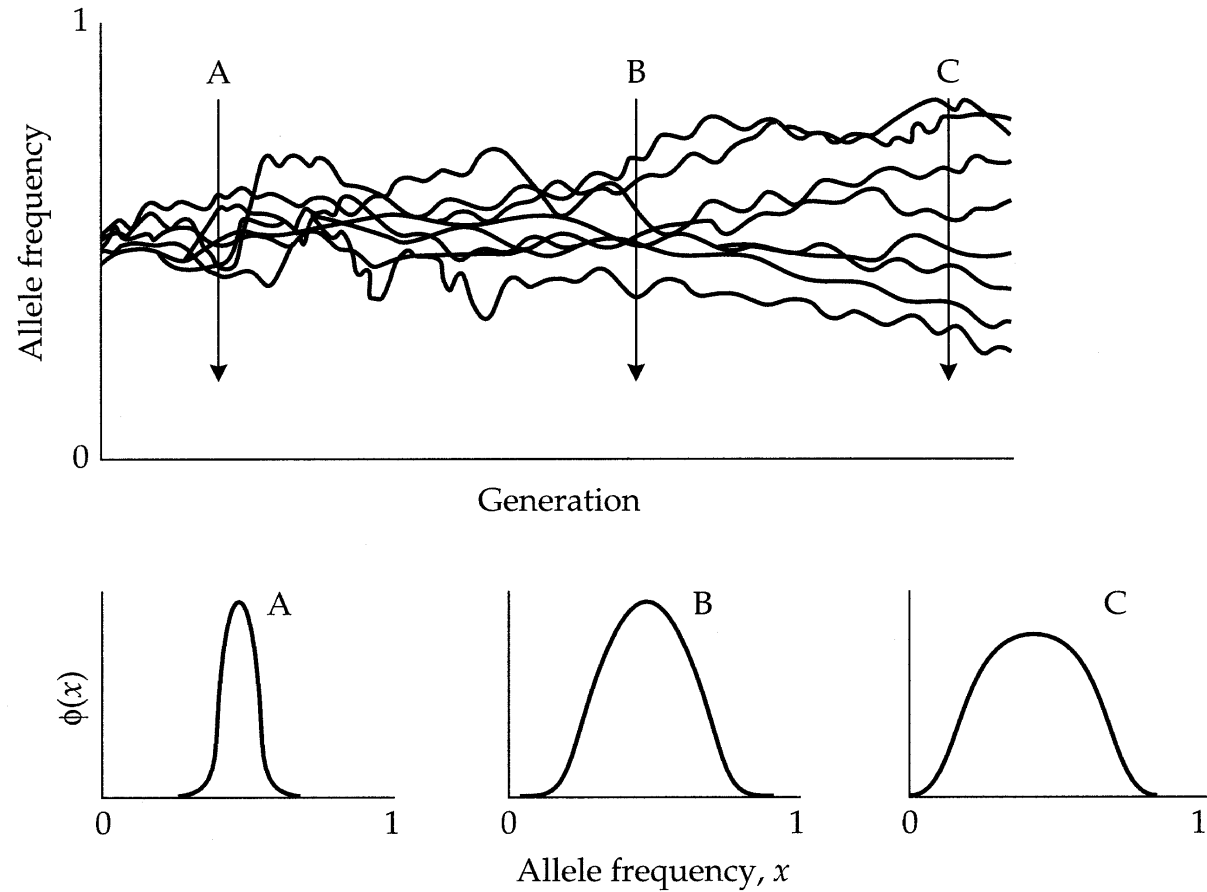 1
A
B
C
Allele frequency
0
Generation
A
B
C
ϕ(x)
0
1
0
1
0
1
Allele frequency, x